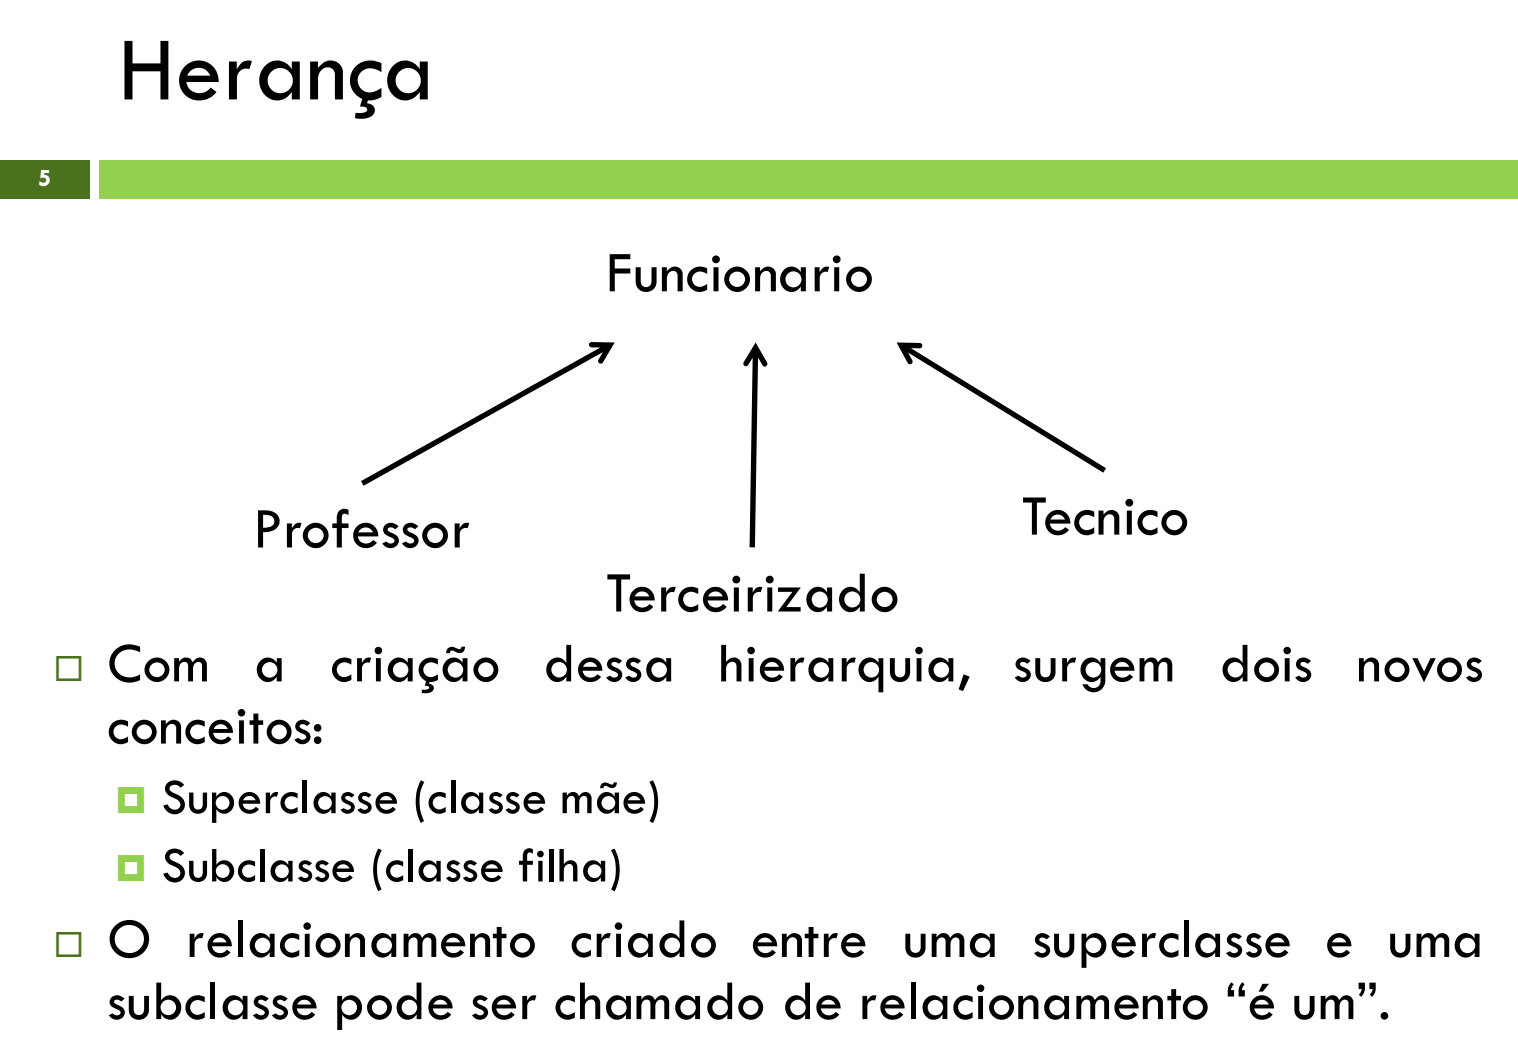 Herança
5
Funcionario
Professor
Tecnico
Terceirizado
Com a criação dessa hierarquia, surgem dois novos
conceitos:
Superclasse (classe mãe)
Subclasse (classe filha)
O relacionamento criado entre uma superclasse e uma
subclasse pode ser chamado de relacionamento “é um”.